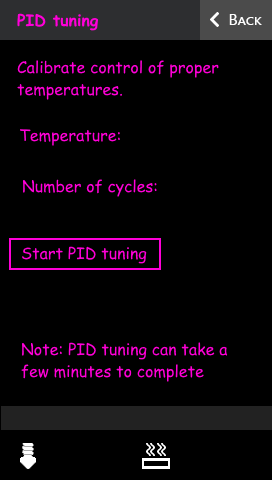 PID tuning
Back
Calibrate control of proper
temperatures.
Temperature:
Number of cycles:
Start PID tuning
Note: PID tuning can take a
few minutes to complete